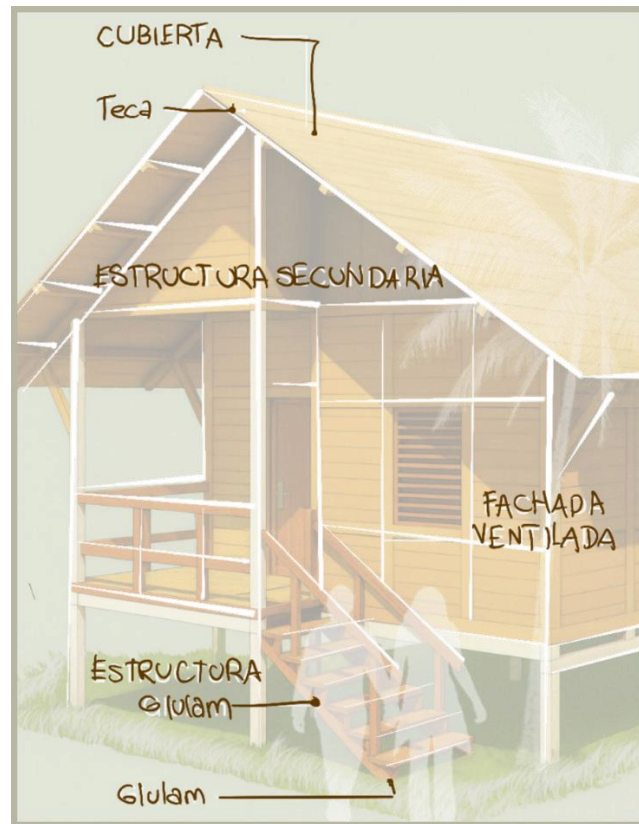 CUBIERTA
Teca
ESTRUCTURA SECUNDARIA
FACHADA
VENTILADA
ESTRUCTURA
Glulam
Glulam